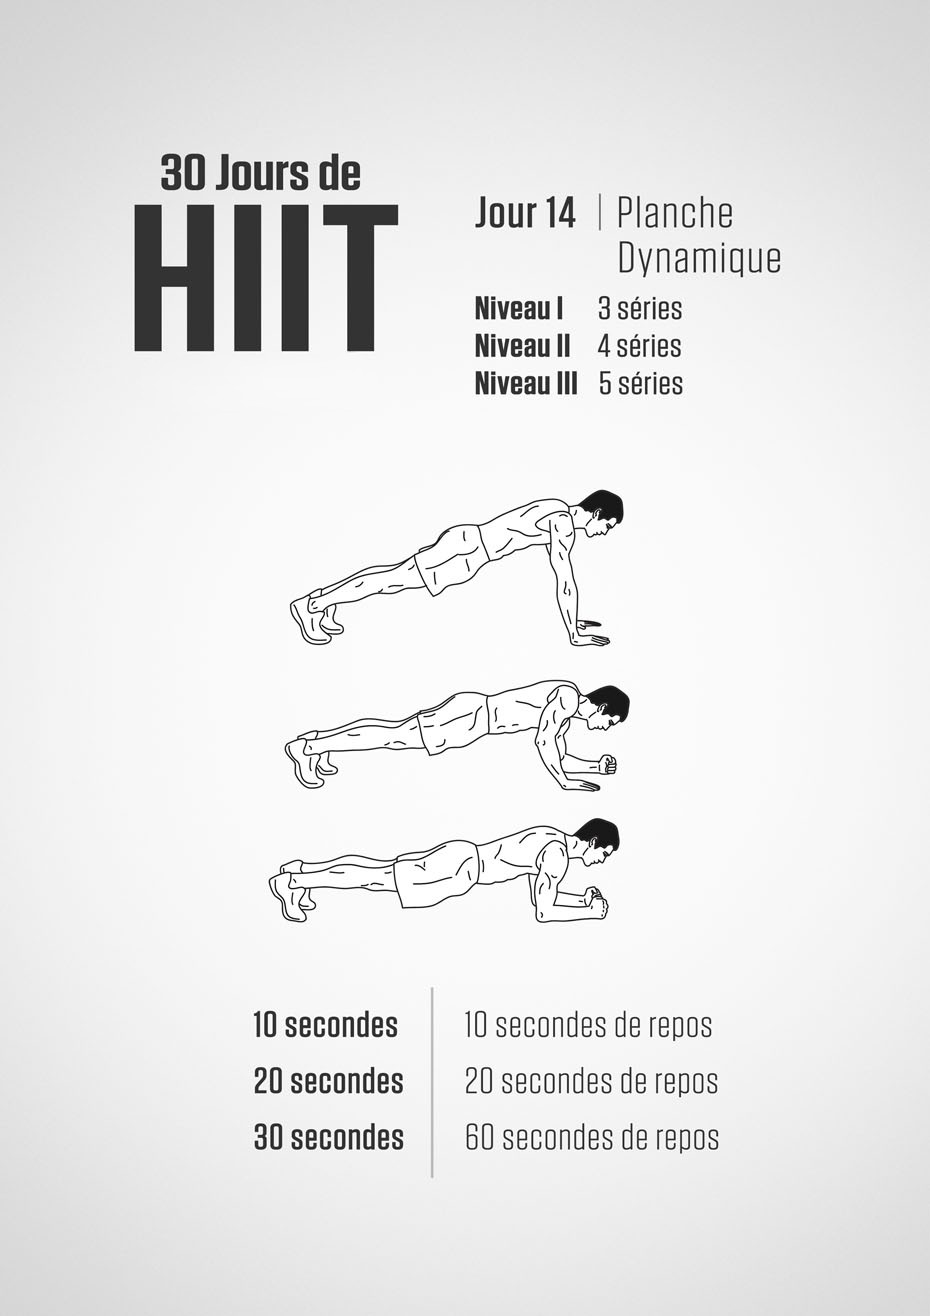 30 Jours de
HIIT
Jour 14 | Planche
Dynamique
Niveau I 3 séries
Niveau II 4 séries
Niveau III 5 séries
10 secondes 10 secondes de repos
20 secondes 20 secondes de repos
30 secondes 60 secondes de repos